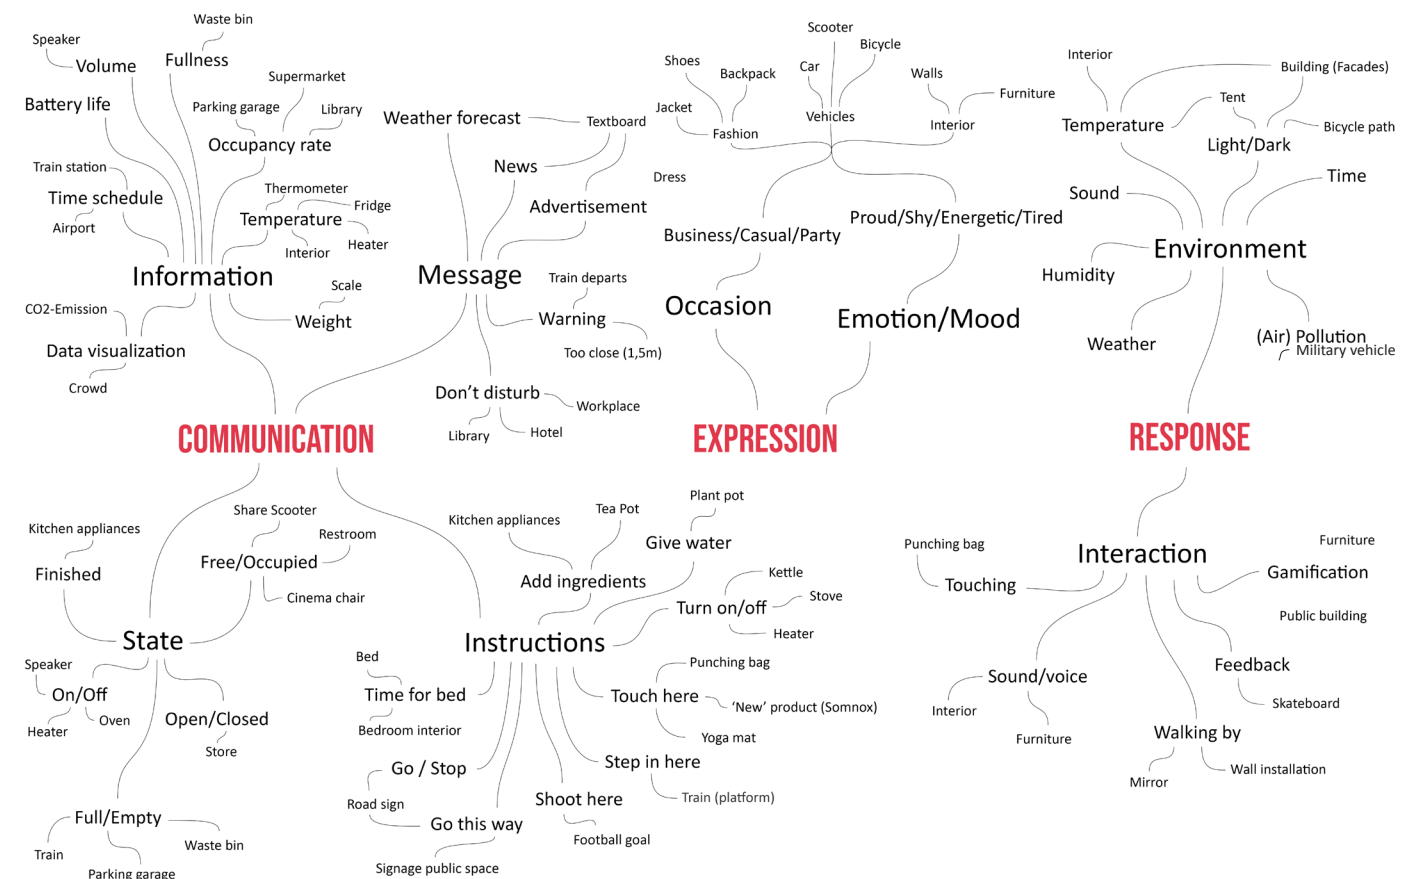 Waste bin
Speaker
Volume
Fullness
Supermarket
Battery life
Parking garage
Library
Occupancy rate
Train station
Time schedule
Airport
Thermometer
Temperature
Fridge
Heater
Interior
Information
Scale
CO2-Emission
Weight
Data visualization
Crowd
Weather forecast
Textboard
News
Advertisement
Message
Train departs
Warning
Too close (1,5m)
Don't disturb
Workplace
Library
Hotel
COMMUNICATION
Scooter
Shoes
Backpack
Car
Bicycle
Walls
Furniture
Jacket
Fashion
Vehicles
Interior
Dress
Business/Casual/Party
Proud/Shy/Energetic/Tired
Occasion
Emotion/Mood
EXPRESSION
Interior
Building (Facades)
Tent
Temperature
Bicycle path
Light/Dark
Sound
Time
Environment
Humidity
Weather
(Air) Pollution
Military vehicle
RESPONSE
Share Scooter
Kitchen appliances
Restroom
Free/Occupied
Finished
Cinema chair
State
Speaker
On/Off
Heater
Oven
Open/Closed
Store
Full/Empty
Train
Waste bin
Parking garage
Plant pot
Kitchen appliances
Tea Pot
Give water
Add ingredients
Kettle
Turn on/off
Stove
Heater
Instructions
Bed
Time for bed
Bedroom interior
Punching bag
Touch here
‘New’ product (Somnox)
Yoga mat
Go / Stop
Step in here
Road sign
Shoot here
Train (platform)
Go this way
Football goal
Signage public space
Punching bag
Interaction
Furniture
Touching
Gamification
Public building
Sound/voice
Feedback
Interior
Skateboard
Furniture
Walking by
Mirror
Wall installation